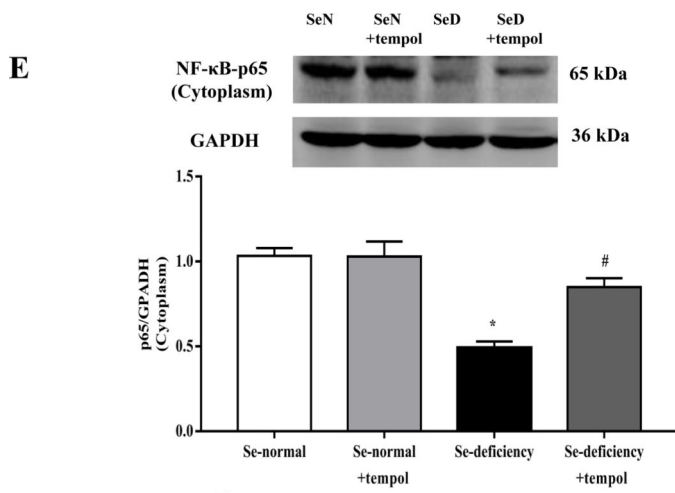 E
SeN SeN SeD SeD
+tempol +tempol
NF-κB-p65
(Cytoplasm)
65 kDa
GAPDH
36 kDa
p65/GPADH
(Cytoplasm)
1.5
1.0
0.5
0.0
*
#
Se-normal Se-normal Se-deficiency Se-deficiency
+tempol +tempol